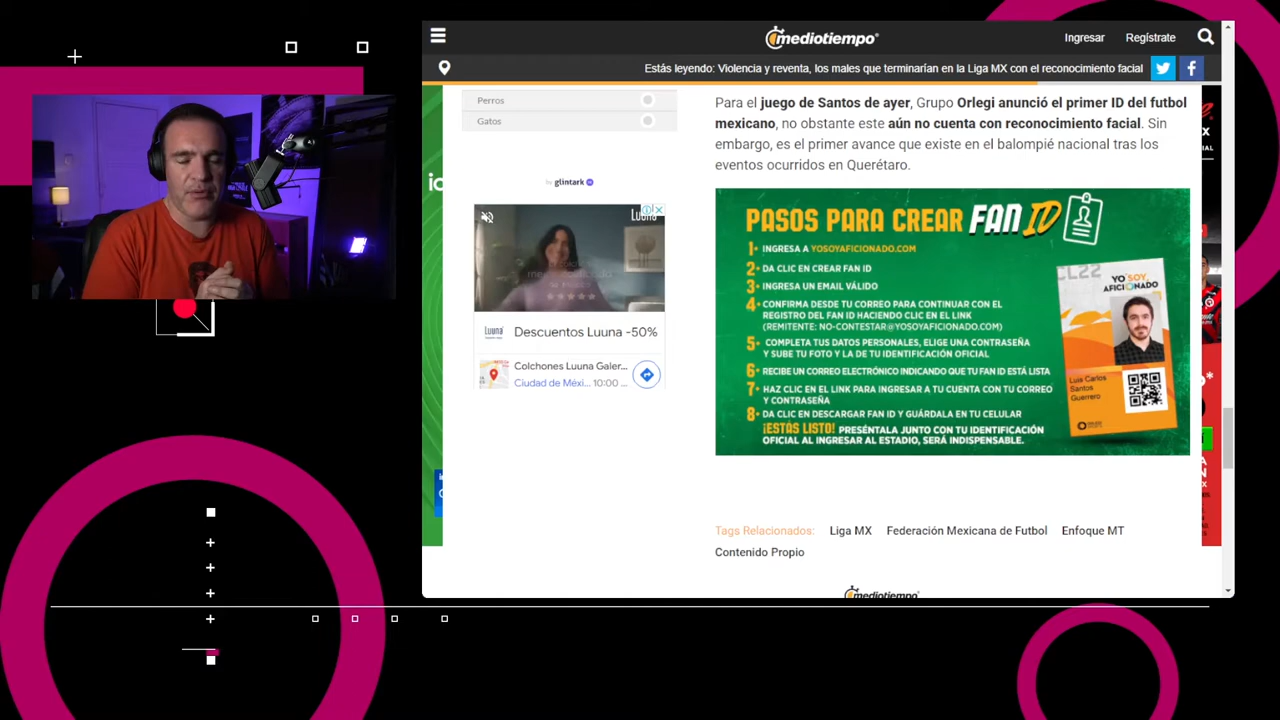 mediotiempo
Ingresar
Regístrate
Estás leyendo: Violencia y reventa, los males que terminarían en la Liga MX con el reconocimiento facial
Perros
Gatos
by glintark
Luuna
Luuna
Descuentos Luuna -50%
Colchones Luuna Galer...
Ciudad de Méxi... 10:00 ...
Para el juego de Santos de ayer, Grupo Orlegi anunció el primer ID del futbol
mexicano, no obstante este aún no cuenta con reconocimiento facial. Sin
embargo, es el primer avance que existe en el balompié nacional tras los
eventos ocurridos en Querétaro.
PASOS PARA CREAR FAN ID
1 INGRESA A YOSOYAFICIONADO.COM
2 DA CLIC EN CREAR FAN ID
3 INGRESA UN EMAIL VÁLIDO
4 CONFIRMA DESDE TU CORREO PARA CONTINUAR CON EL
REGISTRO DEL FAN ID HACIENDO CLIC EN EL LINK
(REMITENTE: NO-CONTESTAR@YOSOYAFICIONADO.COM)
5 COMPLETA TUS DATOS PERSONALES, ELIGE UNA CONTRASEÑA
Y SUBE TU FOTO Y LA DE TU IDENTIFICACIÓN OFICIAL
6 RECIBE UN CORREO ELECTRÓNICO INDICANDO QUE TU FAN ID ESTÁ LISTA
7 HAZ CLIC EN EL LINK PARA INGRESAR A TU CUENTA CON TU CORREO
Y CONTRASEÑA
8 DA CLIC EN DESCARGAR FAN ID Y GUÁRDALA EN TU CELULAR
¡ESTÁS LISTO! PRESÉNTALA JUNTO CON TU IDENTIFICACIÓN
OFICIAL AL INGRESAR AL ESTADIO, SERÁ INDISPENSABLE.
CL22
YO SOY
AFICIONADO
Luis Carlos
Santos
Guerrero
Tags Relacionados: Liga MX Federación Mexicana de Futbol Enfoque MT
Contenido Propio
mediotiempo